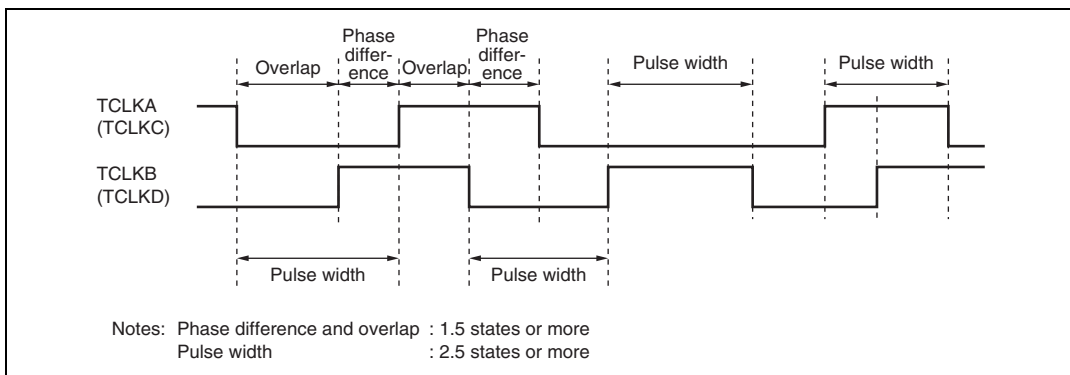 Overlap
Phase
differ-
ence
Overlap
Phase
differ-
ence
Pulse width
Pulse width
TCLKA
(TCLKC)
TCLKB
(TCLKD)
Pulse width
Pulse width
Notes: Phase difference and overlap : 1.5 states or more
Pulse width : 2.5 states or more